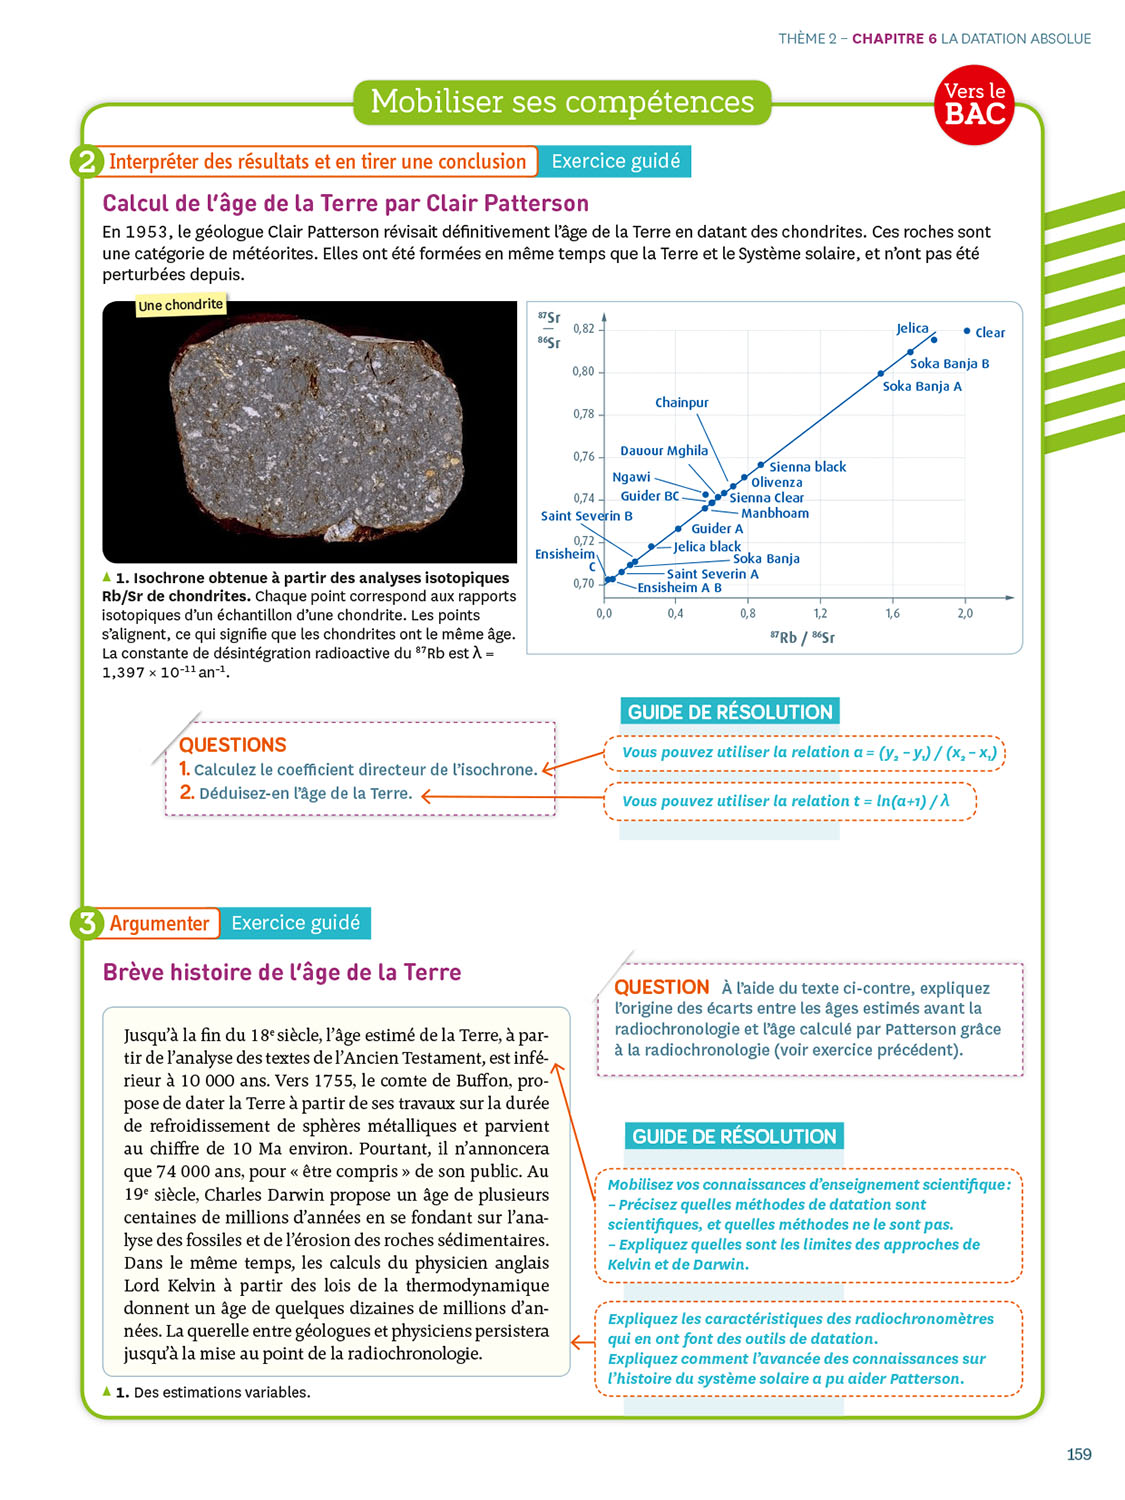 THÈME 2 – CHAPITRE 6 LA DATATION ABSOLUE
Mobiliser ses compétences
Vers le
BAC
2 Interpréter des résultats et en tirer une conclusion Exercice guidé
Calcul de l'âge de la Terre par Clair Patterson
En 1953, le géologue Clair Patterson révisait définitivement l'âge de la Terre en datant des chondrites. Ces roches sont
une catégorie de météorites. Elles ont été formées en même temps que la Terre et le Système solaire, et n'ont pas été
perturbées depuis.
Une chondrite
1. Isochrone obtenue à partir des analyses isotopiques
Rb/Sr de chondrites. Chaque point correspond aux rapports
isotopiques d'un échantillon d'une chondrite. Les points
s'alignent, ce qui signifie que les chondrites ont le même âge.
La constante de désintégration radioactive du ⁸⁷Rb est λ =
1,397 × 10⁻¹¹ an⁻¹.
⁸⁷Sr
⁸⁶Sr
0,82
0,80
0,78
0,76
0,74
0,72
0,70
Jelica
Clear
Soka Banja B
Soka Banja A
Chainpur
Dauour Mghila
Sienna black
Ngawi
Olivenza
Guider BC
Sienna Clear
Manbhoam
Saint Severin B
Guider A
Jelica black
Ensisheim
C
Soka Banja
Saint Severin A
Ensisheim A B
0,0 0,4 0,8 1,2 1,6 2,0
⁸⁷Rb / ⁸⁶Sr
QUESTIONS
1. Calculez le coefficient directeur de l'isochrone.
2. Déduisez-en l'âge de la Terre.
GUIDE DE RÉSOLUTION
Vous pouvez utiliser la relation a = (y₂ – y₁) / (x₂ – x₁)
Vous pouvez utiliser la relation t = ln(a+1) / λ
3 Argumenter Exercice guidé
Brève histoire de l'âge de la Terre
Jusqu'à la fin du 18ᵉ siècle, l'âge estimé de la Terre, à par-
tir de l'analyse des textes de l'Ancien Testament, est infé-
rieur à 10 000 ans. Vers 1755, le comte de Buffon, pro-
pose de dater la Terre à partir de ses travaux sur la durée
de refroidissement de sphères métalliques et parvient
au chiffre de 10 Ma environ. Pourtant, il n'annoncera
que 74 000 ans, pour « être compris » de son public. Au
19ᵉ siècle, Charles Darwin propose un âge de plusieurs
centaines de millions d'années en se fondant sur l'ana-
lyse des fossiles et de l'érosion des roches sédimentaires.
Dans le même temps, les calculs du physicien anglais
Lord Kelvin à partir des lois de la thermodynamique
donnent un âge de quelques dizaines de millions d'an-
nées. La querelle entre géologues et physiciens persistera
jusqu'à la mise au point de la radiochronologie.
1. Des estimations variables.
QUESTION À l'aide du texte ci-contre, expliquez
l'origine des écarts entre les âges estimés avant la
radiochronologie et l'âge calculé par Patterson grâce
à la radiochronologie (voir exercice précédent).
GUIDE DE RÉSOLUTION
Mobilisez vos connaissances d'enseignement scientifique :
– Précisez quelles méthodes de datation sont
scientifiques, et quelles méthodes ne le sont pas.
– Expliquez quelles sont les limites des approches de
Kelvin et de Darwin.
Expliquez les caractéristiques des radiochronomètres
qui en ont font des outils de datation.
Expliquez comment l'avancée des connaissances sur
l'histoire du système solaire a pu aider Patterson.
159